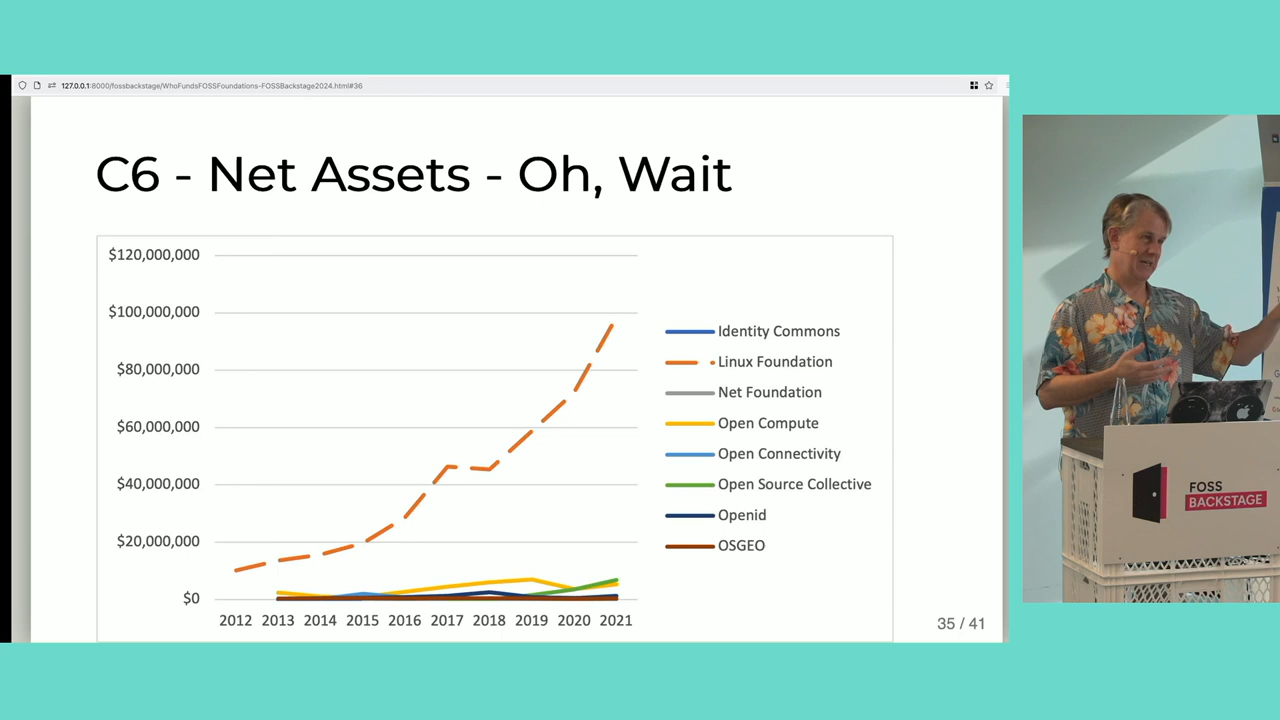 127.0.0.1:8000/fossbackstage/WhoFundsFOSSFoundations-FOSSBackstage2024.html#36
C6 - Net Assets - Oh, Wait
$120,000,000
$100,000,000
$80,000,000
$60,000,000
$40,000,000
$20,000,000
$0
2012 2013 2014 2015 2016 2017 2018 2019 2020 2021
Identity Commons
Linux Foundation
Net Foundation
Open Compute
Open Connectivity
Open Source Collective
Openid
OSGEO
35 / 41
FOSS
BACKSTAGE